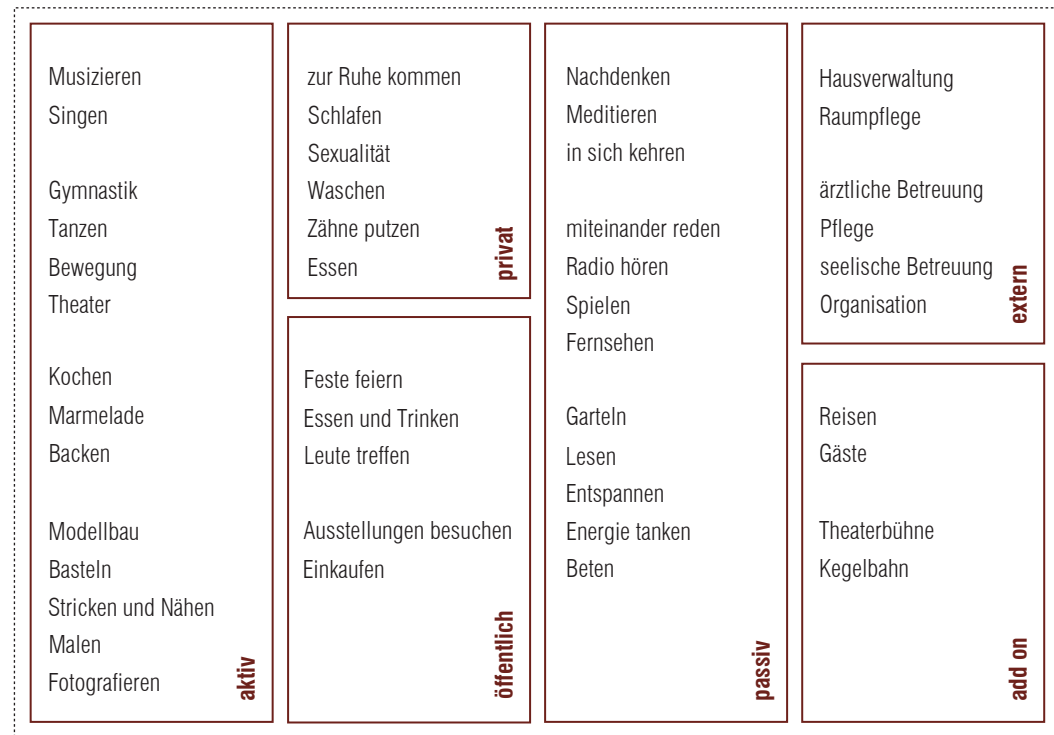 Musizieren
Singen
Gymnastik
Tanzen
Bewegung
Theater
Kochen
Marmelade
Backen
Modellbau
Basteln
Stricken und Nähen
Malen
Fotografieren
aktiv
zur Ruhe kommen
Schlafen
Sexualität
Waschen
Zähne putzen
Essen
privat
Feste feiern
Essen und Trinken
Leute treffen
Ausstellungen besuchen
Einkaufen
öffentlich
Nachdenken
Meditieren
in sich kehren
miteinander reden
Radio hören
Spielen
Fernsehen
Garteln
Lesen
Entspannen
Energie tanken
Beten
passiv
Hausverwaltung
Raumpflege
ärztliche Betreuung
Pflege
seelische Betreuung
Organisation
extern
Reisen
Gäste
Theaterbühne
Kegelbahn
add on